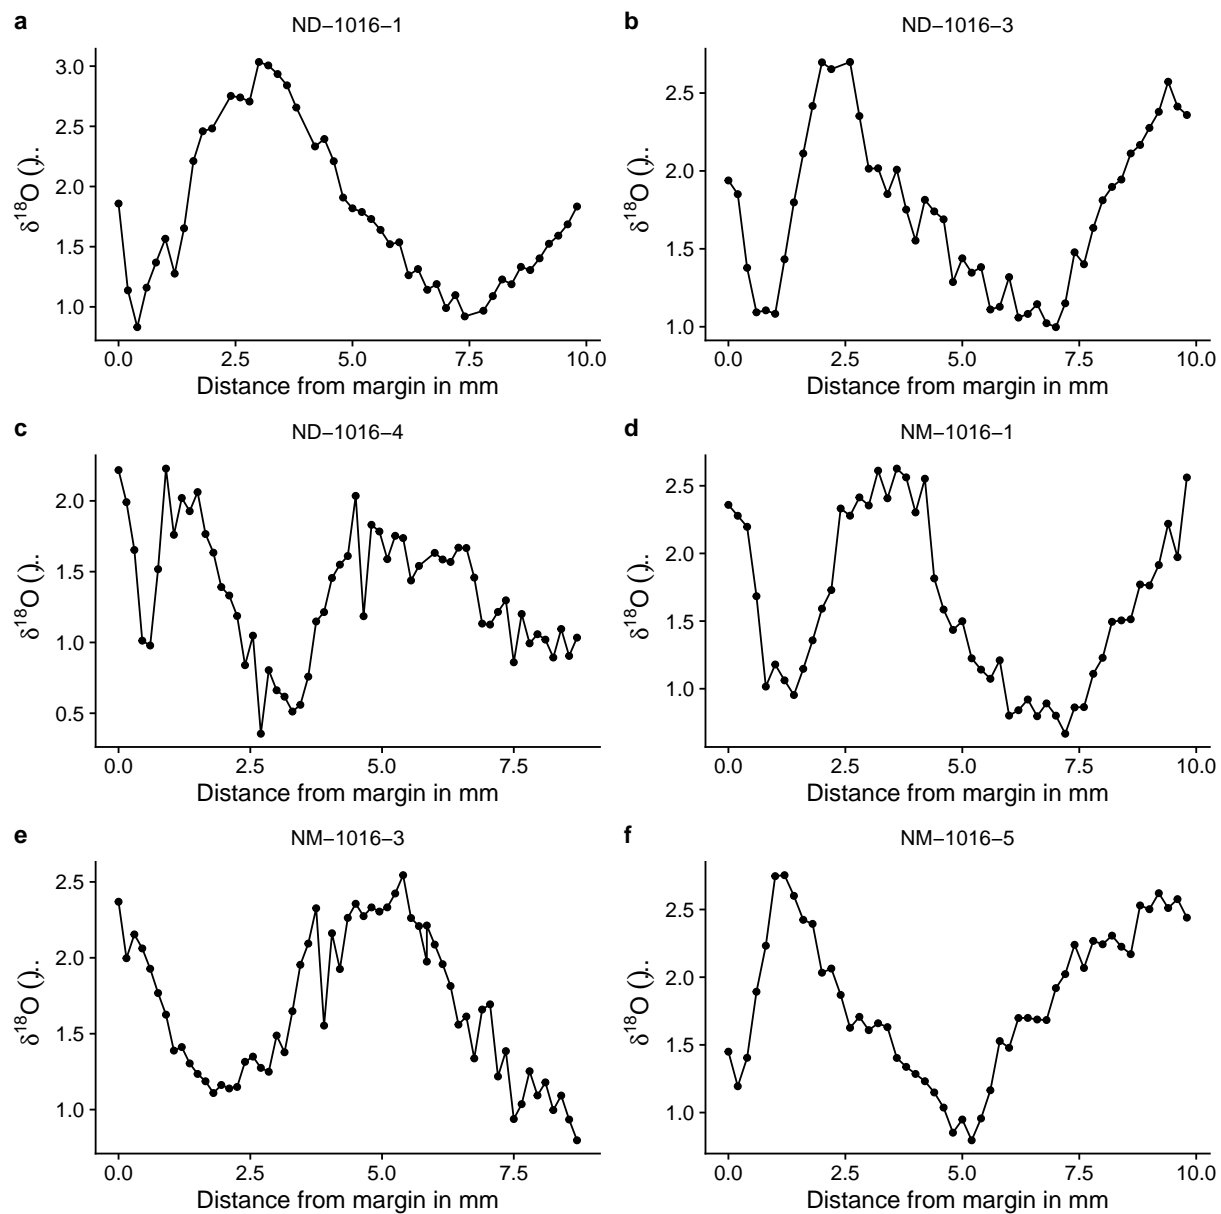 a
ND−1016−1
3.0
2.5
2.0
1.5
1.0
δ18O ()..
0.0 2.5 5.0 7.5 10.0
Distance from margin in mm
b
ND−1016−3
2.5
2.0
1.5
1.0
δ18O ()..
0.0 2.5 5.0 7.5 10.0
Distance from margin in mm
c
ND−1016−4
2.0
1.5
1.0
0.5
δ18O ()..
0.0 2.5 5.0 7.5
Distance from margin in mm
d
NM−1016−1
2.5
2.0
1.5
1.0
δ18O ()..
0.0 2.5 5.0 7.5 10.0
Distance from margin in mm
e
NM−1016−3
2.5
2.0
1.5
1.0
δ18O ()..
0.0 2.5 5.0 7.5
Distance from margin in mm
f
NM−1016−5
2.5
2.0
1.5
1.0
δ18O ()..
0.0 2.5 5.0 7.5 10.0
Distance from margin in mm